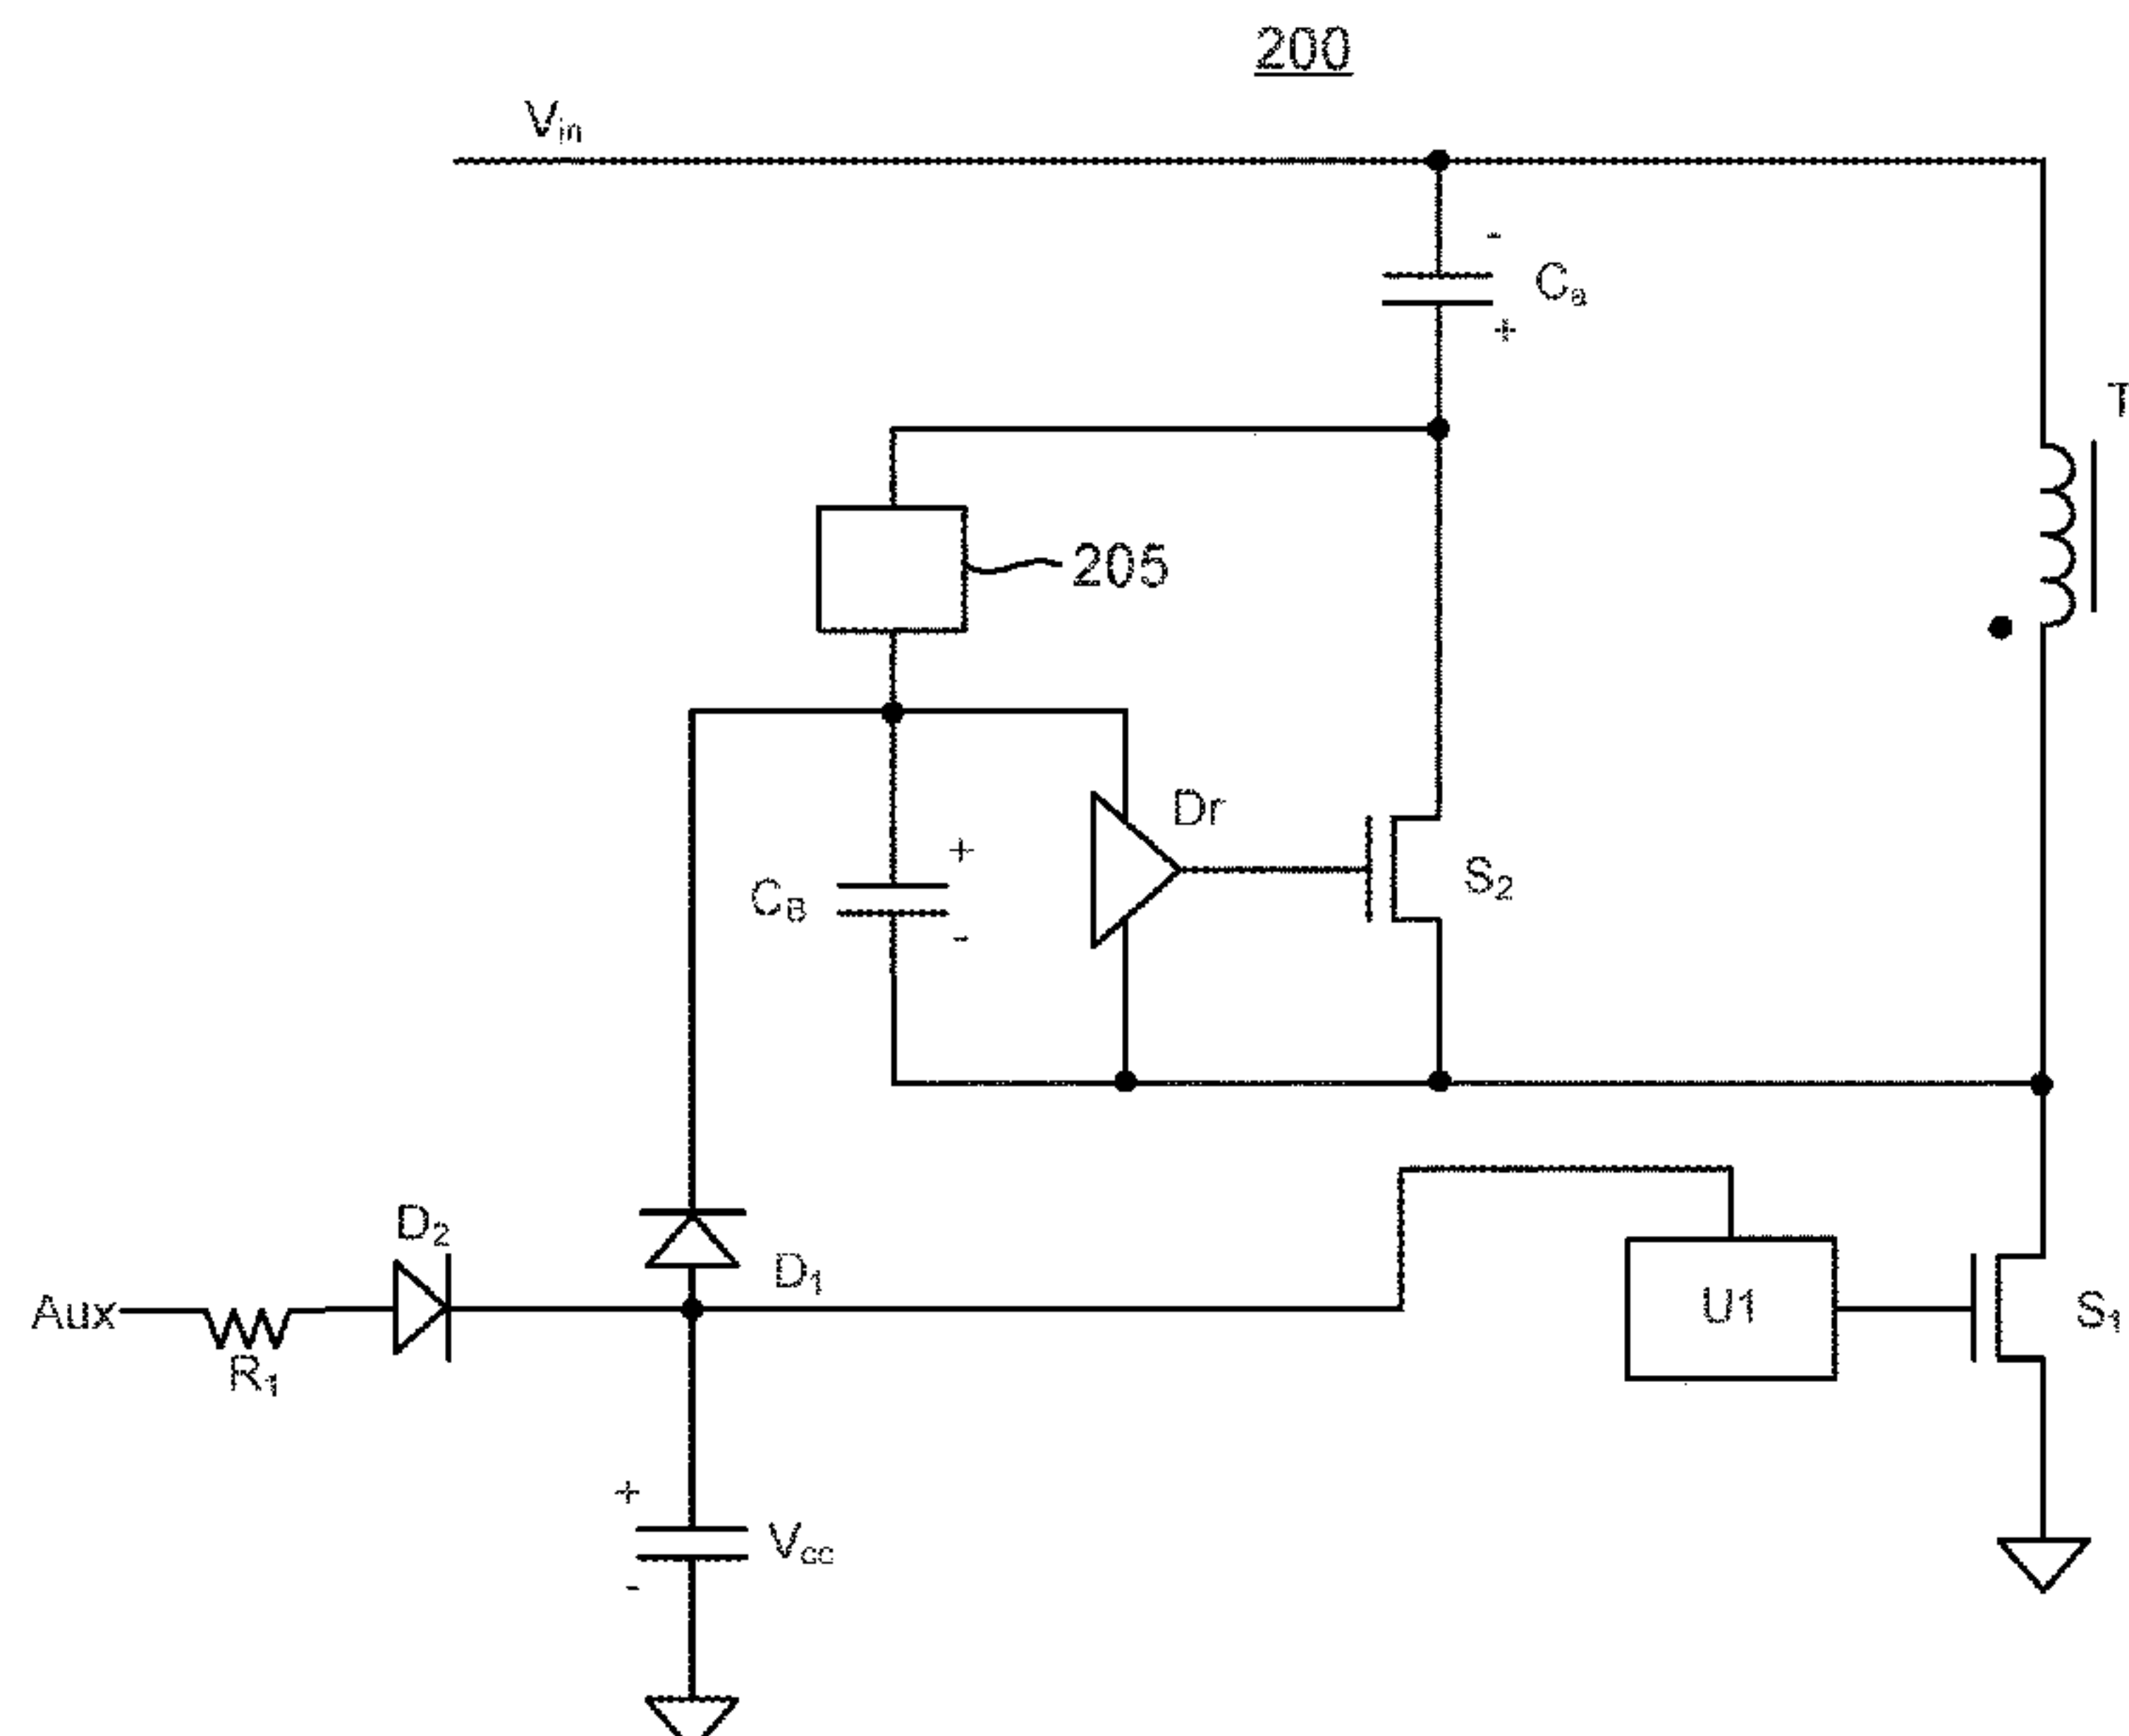 200
Vin
-
Ca
+
T
205
Dr
+
CB
-
S2
D2
D1
Aux
R1
U1
S1
+
Vcc
-